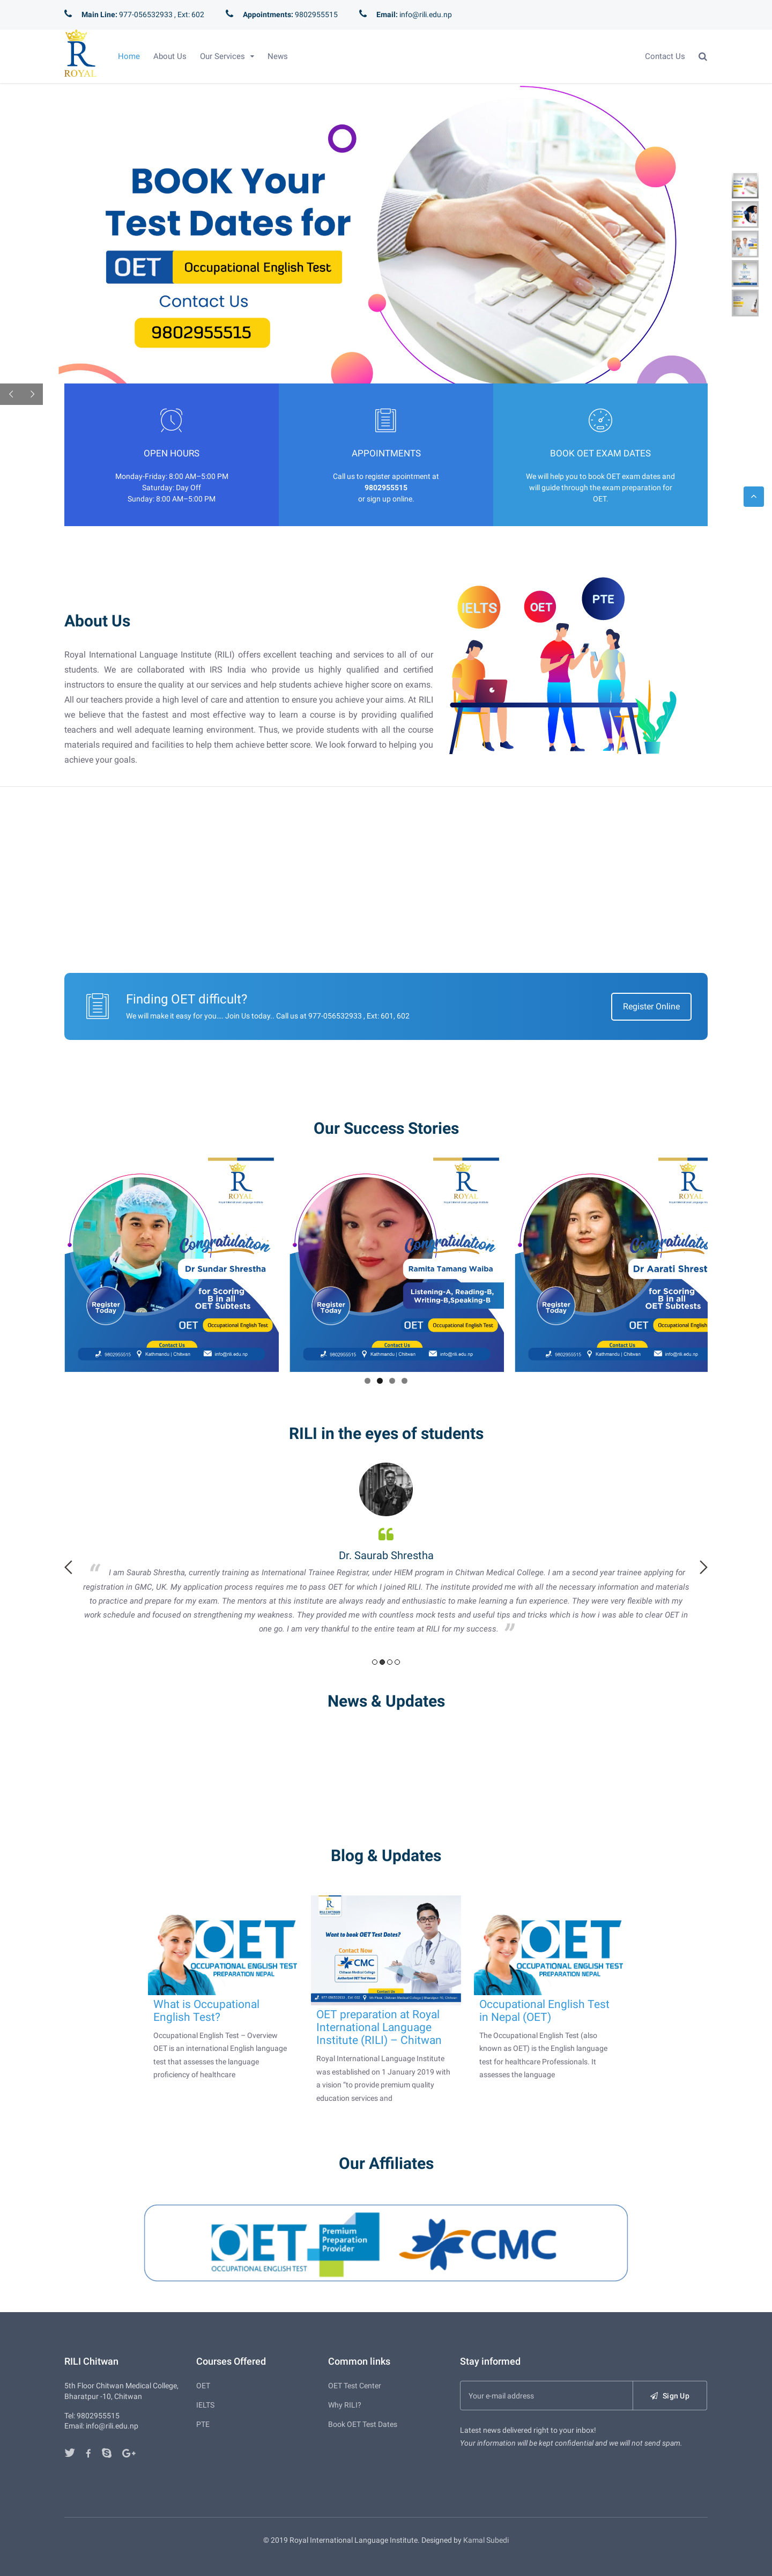 Main Line: 977-056532933 , Ext: 602
Appointments: 9802955515
Email: info@rili.edu.np
R
ROYAL
Home
About Us
Our Services
News
Contact Us
BOOK Your
Test Dates for
OET Occupational English Test
Contact Us
9802955515
OPEN HOURS
Monday-Friday: 8:00 AM–5:00 PM
Saturday: Day Off
Sunday: 8:00 AM–5:00 PM
APPOINTMENTS
Call us to register apointment at
9802955515
or sign up online.
BOOK OET EXAM DATES
We will help you to book OET exam dates and
will guide through the exam preparation for
OET.
About Us
Royal International Language Institute (RILI) offers excellent teaching and services to all of our
students. We are collaborated with IRS India who provide us highly qualified and certified
instructors to ensure the quality at our services and help students achieve higher score on exams.
All our teachers provide a high level of care and attention to ensure you achieve your aims. At RILI
we believe that the fastest and most effective way to learn a course is by providing qualified
teachers and well adequate learning environment. Thus, we provide students with all the course
materials required and facilities to help them achieve better score. We look forward to helping you
achieve your goals.
IELTS
OET
PTE
Finding OET difficult?
We will make it easy for you…. Join Us today.. Call us at 977-056532933 , Ext: 601, 602
Register Online
Our Success Stories
R
ROYAL
Congratulation
Dr Sundar Shrestha
for Scoring
B in all
OET Subtests
Register
Today
OET Occupational English Test
Contact Us
9802955515 Kathmandu | Chitwan info@rili.edu.np
R
ROYAL
Congratulation
Ramita Tamang Waiba
Listening-A, Reading-B,
Writing-B,Speaking-B
Register
Today
OET Occupational English Test
Contact Us
9802955515 Kathmandu | Chitwan info@rili.edu.np
R
ROYAL
Congratulation
Dr Aarati Shrest
for Scoring
B in all
OET Subtests
Register
Today
OET Occupational English
Contact Us
9802955515 Kathmandu | Chitwan info@rili.edu.np
RILI in the eyes of students
Dr. Saurab Shrestha
I am Saurab Shrestha, currently training as International Trainee Registrar, under HIEM program in Chitwan Medical College. I am a second year trainee applying for
registration in GMC, UK. My application process requires me to pass OET for which I joined RILI. The institute provided me with all the necessary information and materials
to practice and prepare for my exam. The mentors at this institute are always ready and enthusiastic to make learning a fun experience. They were very flexible with my
work schedule and focused on strengthening my weakness. They provided me with countless mock tests and useful tips and tricks which is how i was able to clear OET in
one go. I am very thankful to the entire team at RILI for my success.
News & Updates
Blog & Updates
OET
OCCUPATIONAL ENGLISH TEST
PREPARATION NEPAL
What is Occupational
English Test?
Occupational English Test – Overview
OET is an international English language
test that assesses the language
proficiency of healthcare
Want to book OET Test Dates?
Contact Now
CMC
Contact Us
OET preparation at Royal
International Language
Institute (RILI) – Chitwan
Royal International Language Institute
was established on 1 January 2019 with
a vision “to provide premium quality
education services and
OET
OCCUPATIONAL ENGLISH TEST
PREPARATION NEPAL
Occupational English Test
in Nepal (OET)
The Occupational English Test (also
known as OET) is the English language
test for healthcare Professionals. It
assesses the language
Our Affiliates
OET
OCCUPATIONAL ENGLISH TEST
Premium
Preparation
Provider
CMC
RILI Chitwan
5th Floor Chitwan Medical College,
Bharatpur -10, Chitwan
Tel: 9802955515
Email: info@rili.edu.np
Courses Offered
OET
IELTS
PTE
Common links
OET Test Center
Why RILI?
Book OET Test Dates
Stay informed
Your e-mail address
Sign Up
Latest news delivered right to your inbox!
Your information will be kept confidential and we will not send spam.
© 2019 Royal International Language Institute. Designed by Kamal Subedi